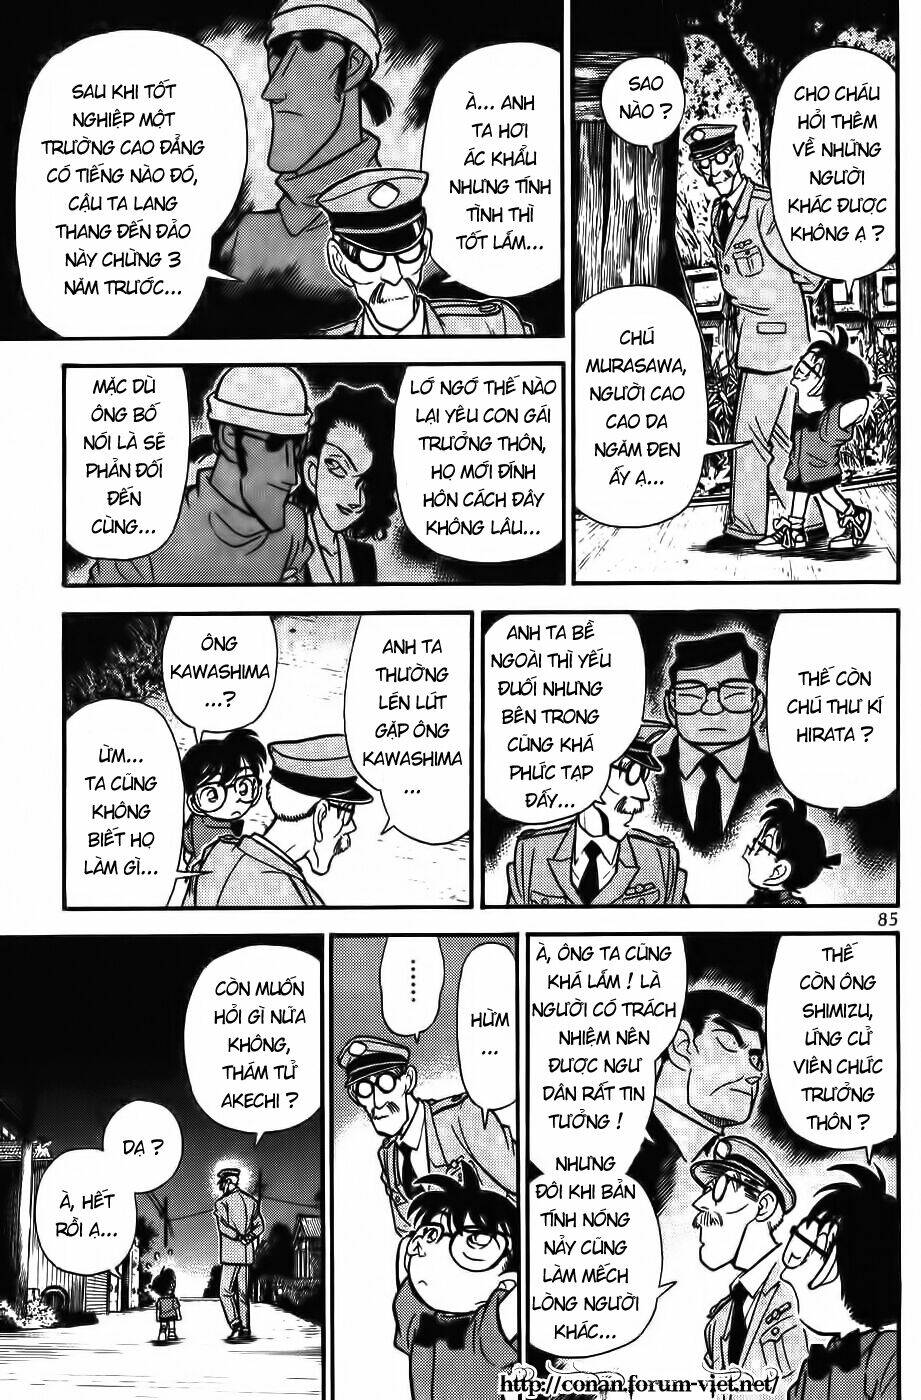 CHO CHÁU
HỎI THÊM
VỀ NHỮNG
NGƯỜI
KHÁC ĐƯỢC
KHÔNG Ạ ?
SAO
NÀO ?
CHÚ
MURASAWA,
NGƯỜI CAO
CAO DA
NGĂM ĐEN
ẤY Ạ...
À... ANH
TA HƠI
ÁC KHẨU
NHƯNG TÍNH
TÌNH THÌ
TỐT LẮM...
SAU KHI TỐT
NGHIỆP MỘT
TRƯỜNG CAO ĐẲNG
CÓ TIẾNG NÀO ĐÓ,
CẬU TA LANG
THANG ĐẾN ĐẢO
NÀY CHỪNG 3
NĂM TRƯỚC...
LỚ NGỚ THẾ NÀO
LẠI YÊU CON GÁI
TRƯỞNG THÔN,
HỌ MỚI ĐÍNH
HÔN CÁCH ĐÂY
KHÔNG LÂU...
MẶC DÙ
ÔNG BỐ
NÓI LÀ SẼ
PHẢN ĐỐI
ĐẾN
CÙNG...
THẾ CÒN
CHÚ THƯ KÍ
HIRATA ?
ANH TA BỀ
NGOÀI THÌ YẾU
ĐUỐI NHƯNG
BÊN TRONG
CŨNG KHÁ
PHỨC TẠP
ĐẤY...
ANH TA
THƯỜNG
LÉN LÚT
GẶP ÔNG
KAWASHIMA
...
ÔNG
KAWASHIMA
...?
ỪM...
TA CŨNG
KHÔNG
BIẾT HỌ
LÀM GÌ...
85
THẾ
CÒN ÔNG
SHIMIZU,
ỨNG CỬ
VIÊN CHỨC
TRƯỞNG
THÔN ?
À, ÔNG TA CŨNG
KHÁ LẮM ! LÀ
NGƯỜI CÓ TRÁCH
NHIỆM NÊN
ĐƯỢC NGƯ
DÂN RẤT TIN
TƯỞNG !
NHƯNG
ĐÔI KHI BẢN
TÍNH NÓNG
NẢY CŨNG
LÀM MẾCH
LÒNG NGƯỜI
KHÁC...
HỪM
...
......
CÒN MUỐN
HỎI GÌ NỮA
KHÔNG,
THÁM TỬ
AKECHI ?
DẠ ?
À, HẾT
RỒI Ạ...
http://conan.forum-viet.net/